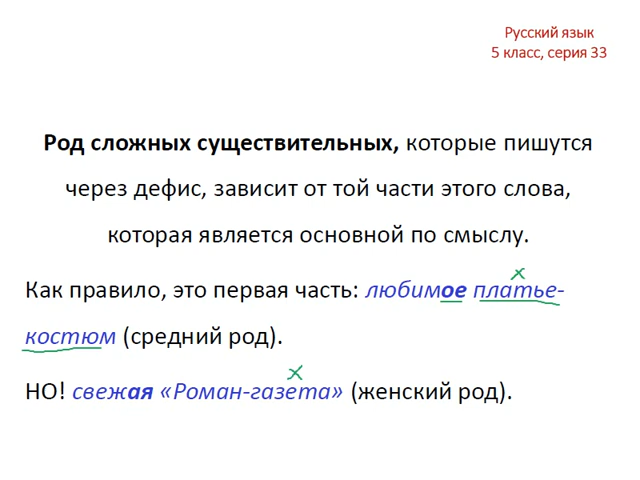 Русский язык
5 класс, серия 33
Род сложных существительных, которые пишутся
через дефис, зависит от той части этого слова,
которая является основной по смыслу.
Как правило, это первая часть: любимое платье-
костюм (средний род).
НО! свежая «Роман-газета» (женский род).